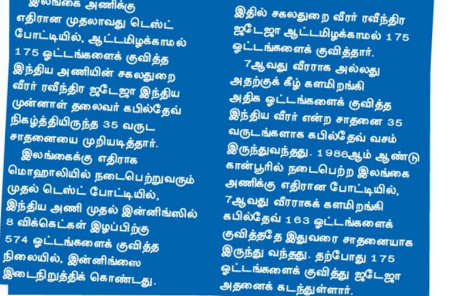 இலங்கை அணிக்கு
எதிரான முதலாவது டெஸ்ட்
போட்டியில், ஆட்டமிழக்காமல்
175 ஓட்டங்களைக் குவித்த
இந்திய அணியின் சகலதுறை
வீரர் ரவீந்திர ஜடேஜா இந்திய
முன்னாள் தலைவர் கபில்தேவ்
நிகழ்த்தியிருந்த 35 வருட
சாதனையை முறியடித்தார்.
இலங்கைக்கு எதிராக
மொஹாலியில் நடைபெற்றுவரும்
முதல் டெஸ்ட் போட்டியில்,
இந்திய அணி முதல் இன்னிங்ஸில்
8 விக்கெட்கள் இழப்பிற்கு
574 ஓட்டங்களைக் குவித்த
நிலையில், இன்னிங்ஸை
இடைநிறுத்திக் கொண்டது.
இதில் சகலதுறை வீரர் ரவீந்திர
ஜடேஜா ஆட்டமிழக்காமல் 175
ஓட்டங்களைக் குவித்தார்.
7ஆவது வீரராக அல்லது
அதற்குக் கீழ் களமிறங்கி
அதிக ஓட்டங்களைக் குவித்த
இந்திய வீரர் என்ற சாதனை 35
வருடங்களாக கபில்தேவ் வசம்
இருந்துவந்தது. 1986ஆம் ஆண்டு
கான்பூரில் நடைபெற்ற இலங்கை
அணிக்கு எதிரான போட்டியில்,
7ஆவது வீரராகக் களமிறங்கி
கபில்தேவ் 163 ஓட்டங்களைக்
குவித்ததே இதுவரை சாதனையாக
இருந்து வந்தது. தற்போது 175
ஓட்டங்களைக் குவித்து ஜடேஜா
அதனைக் கடந்துள்ளார்.